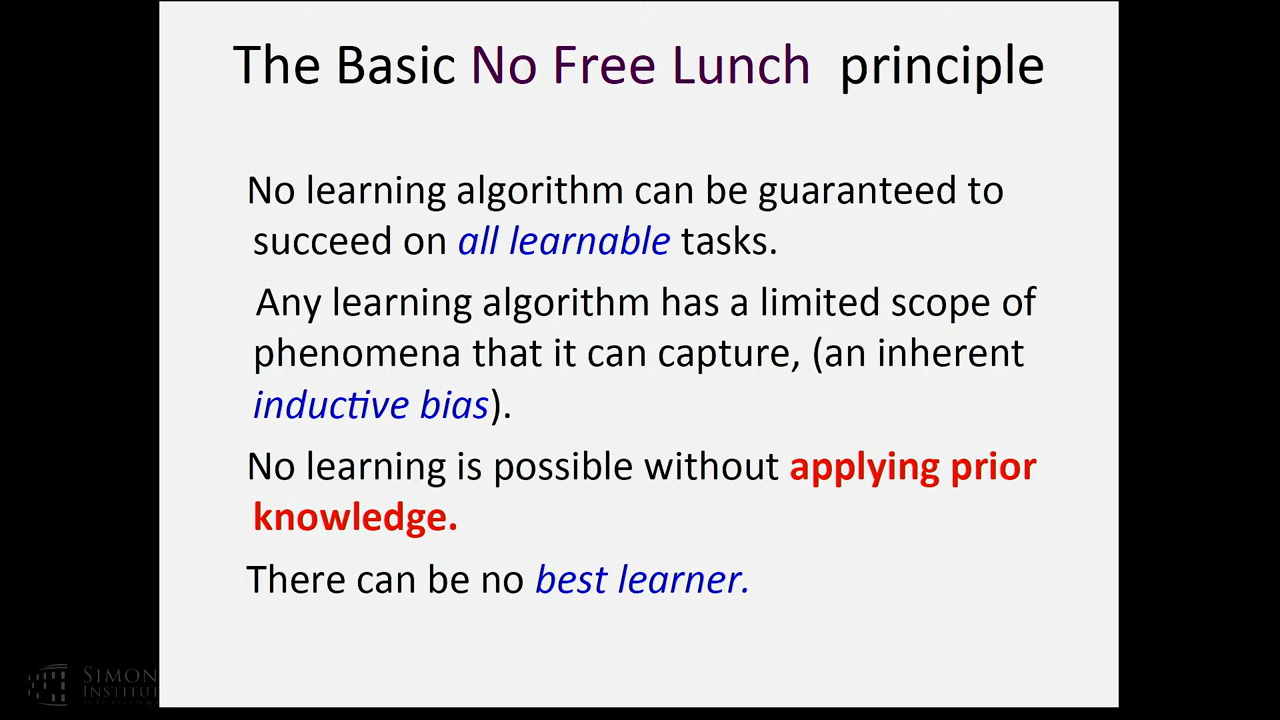 The Basic No Free Lunch principle
No learning algorithm can be guaranteed to
succeed on all learnable tasks.
Any learning algorithm has a limited scope of
phenomena that it can capture, (an inherent
inductive bias).
No learning is possible without applying prior
knowledge.
There can be no best learner.
SIMON
INSTITUT